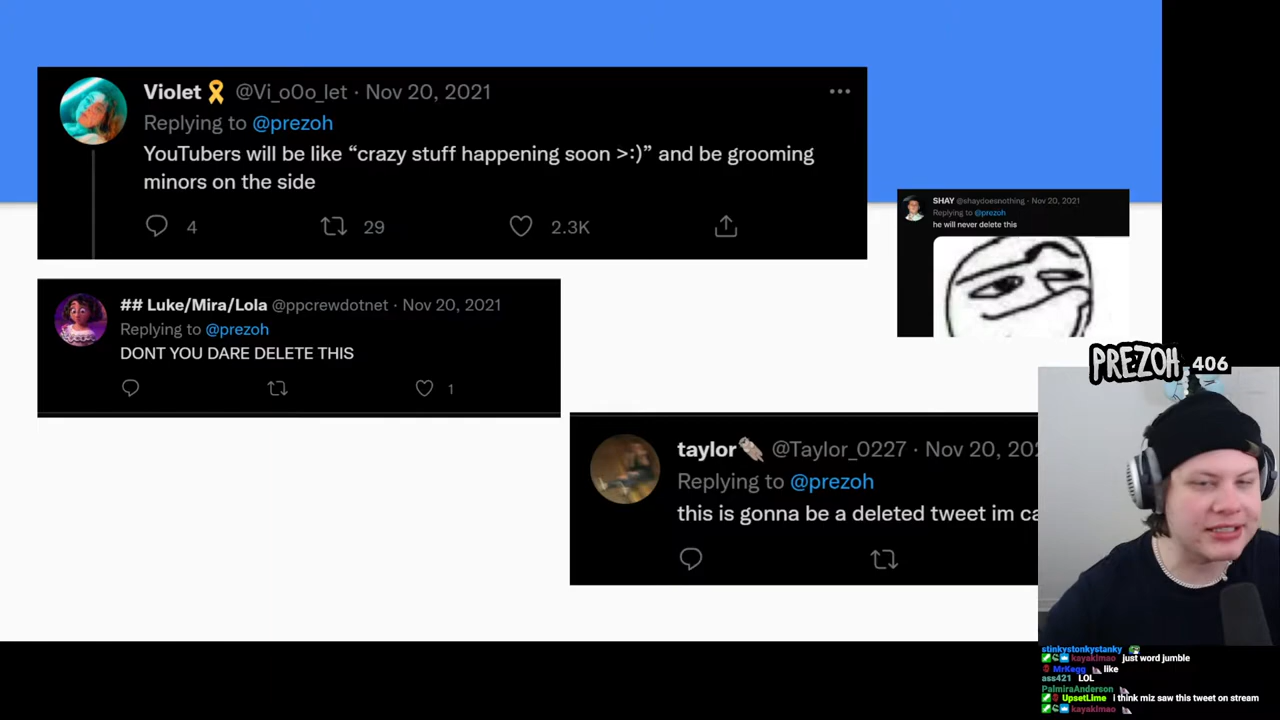 Violet @Vi_o0o_let · Nov 20, 2021
Replying to @prezoh
YouTubers will be like “crazy stuff happening soon >:)” and be grooming
minors on the side
4 29 2.3K
SHAY @shaydoesnothing · Nov 20, 2021
Replying to @prezoh
he will never delete this
## Luke/Mira/Lola @ppcrewdotnet · Nov 20, 2021
Replying to @prezoh
DONT YOU DARE DELETE THIS
1
PREZOH 406
taylor @Taylor_0227 · Nov 20,
Replying to @prezoh
this is gonna be a deleted tweet im
stinkystonkystanky
kayaklmao just word jumble
MrKegg like
ass421 LOL
PalmiraAnderson
UpsetLime i think miz saw this tweet on stream
kayaklmao